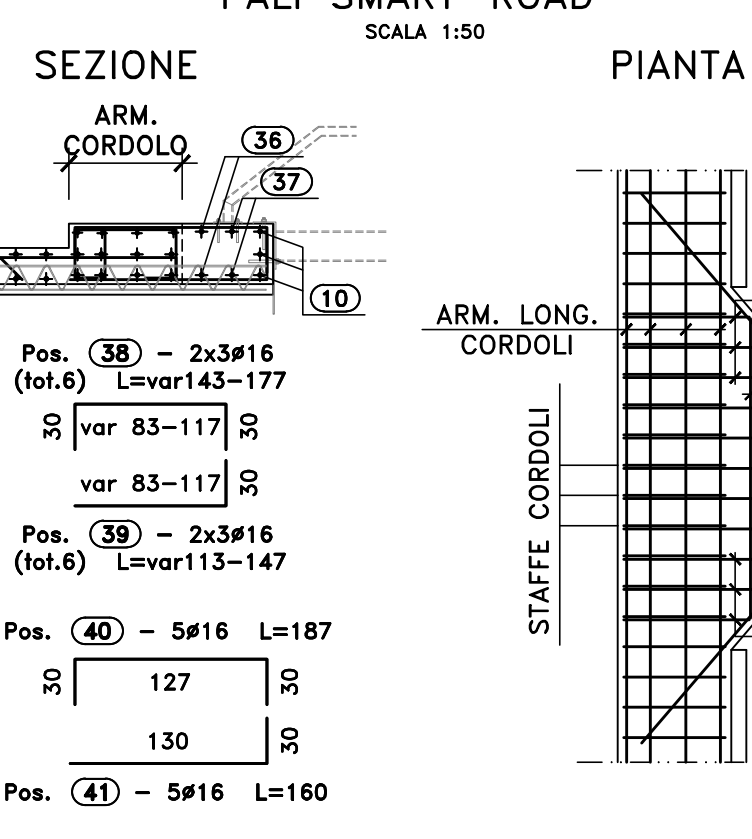 PALI SMART ROAD
SCALA 1:50
SEZIONE
PIANTA
ARM.
CORDOLO
36
37
10
ARM. LONG.
CORDOLI
STAFFE CORDOLI
Pos. 38 - 2x3ø16
(tot.6) L=var143-177
30 var 83-117 30
var 83-117 30
Pos. 39 - 2x3ø16
(tot.6) L=var113-147
Pos. 40 - 5ø16 L=187
30 127 30
130 30
Pos. 41 - 5ø16 L=160